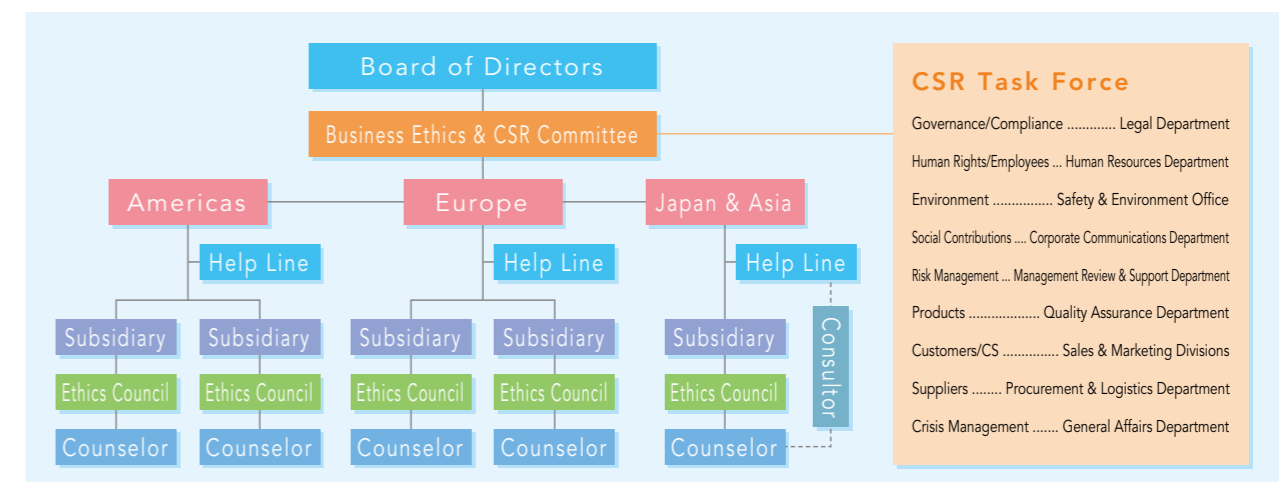 Board of Directors
Business Ethics & CSR Committee
Americas
Europe
Japan & Asia
Help Line
Help Line
Help Line
Subsidiary
Subsidiary
Subsidiary
Subsidiary
Subsidiary
Ethics Council
Ethics Council
Ethics Council
Ethics Council
Ethics Council
Counselor
Counselor
Counselor
Counselor
Counselor
Consultor
CSR Task Force
Governance/Compliance ............. Legal Department
Human Rights/Employees ... Human Resources Department
Environment ................ Safety & Environment Office
Social Contributions .... Corporate Communications Department
Risk Management ... Management Review & Support Department
Products ................... Quality Assurance Department
Customers/CS ............... Sales & Marketing Divisions
Suppliers ........ Procurement & Logistics Department
Crisis Management ....... General Affairs Department